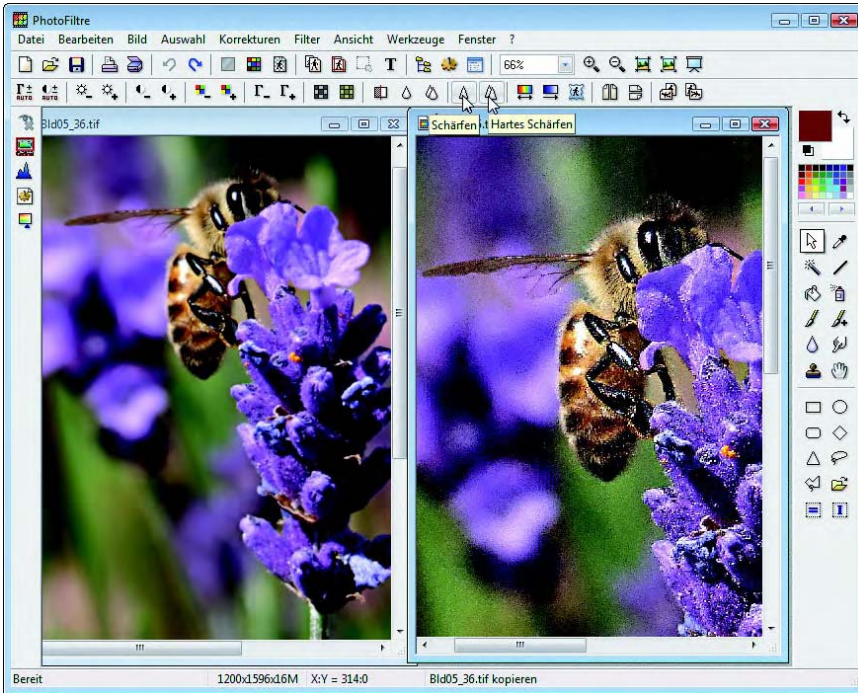 PhotoFiltre
Datei Bearbeiten Bild Auswahl Korrekturen Filter Ansicht Werkzeuge Fenster ?
T 66%
Γ± AUTO Γ- Γ+
Schärfen Hartes Schärfen
Bld05_36.tif
Bereit 1200x1596x16M X:Y = 314:0 Bld05_36.tif kopieren